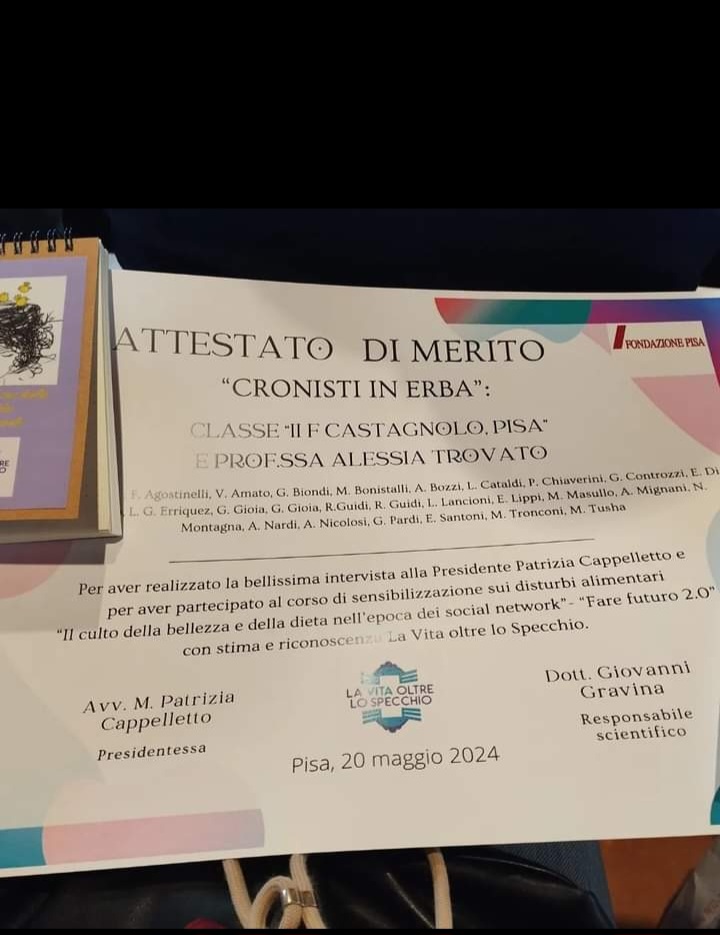 ATTESTATO DI MERITO
"CRONISTI IN ERBA":
CLASSE "II F CASTAGNOLO, PISA"
E PROF.SSA ALESSIA TROVATO
F. Agostinelli, V. Amato, G. Biondi, M. Bonistalli, A. Bozzi, L. Cataldi, P. Chiaverini, G. Controzzi, E. Di
L. G. Erriquez, G. Gioia, G. Gioia, R.Guidi, R. Guidi, L. Lancioni, E. Lippi, M. Masullo, A. Mignani, N.
Montagna, A. Nardi, A. Nicolosi, G. Pardi, E. Santoni, M. Tronconi, M. Tusha
Per aver realizzato la bellissima intervista alla Presidente Patrizia Cappelletto e
per aver partecipato al corso di sensibilizzazione sui disturbi alimentari
"Il culto della bellezza e della dieta nell'epoca dei social network"- "Fare futuro 2.0"
con stima e riconoscenza La Vita oltre lo Specchio.
Avv. M. Patrizia
Cappelletto
Presidentessa
LA VITA OLTRE
LO SPECCHIO
Dott. Giovanni
Gravina
Responsabile
scientifico
Pisa, 20 maggio 2024
FONDAZIONE PISA